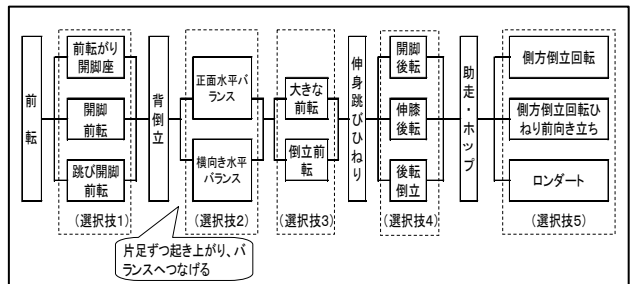 前転
前転がり
開脚座
開脚
前転
跳び開脚
前転
(選択技1)
背倒立
正面水平バ
ランス
横向き水平
バランス
(選択技2)
片足ずつ起き上がり、バ
ランスへつなげる
大きな
前転
倒立前
転
(選択技3)
伸身跳びひねり
開脚
後転
伸膝
後転
後転
倒立
(選択技4)
助走・ホップ
側方倒立回転
側方倒立回転ひ
ねり前向き立ち
ロンダート
(選択技5)